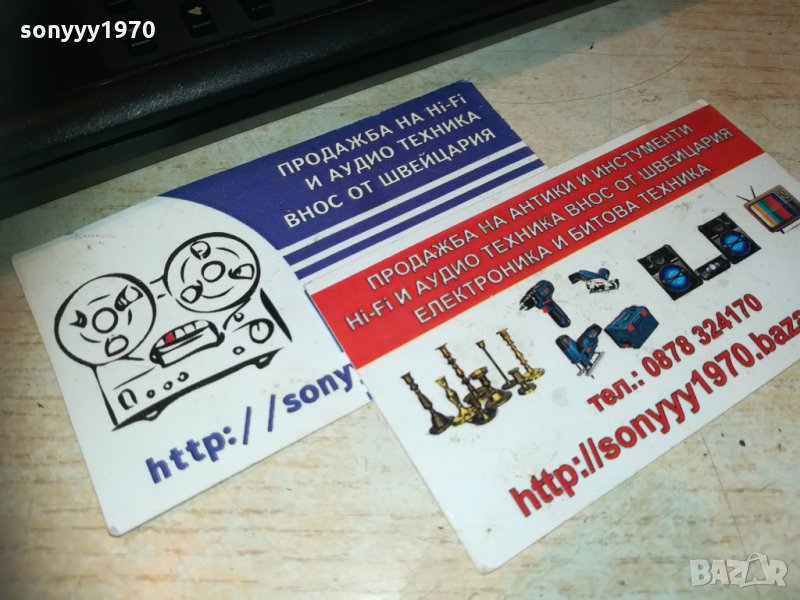 sonyyy1970
ПРОДАЖБА НА Hi-Fi
И АУДИО ТЕХНИКА
ВНОС ОТ ШВЕЙЦАРИЯ
http://sony
ПРОДАЖБА НА АНТИКИ И ИНСТУМЕНТИ
Hi-Fi И АУДИО ТЕХНИКА ВНОС ОТ ШВЕЙЦАРИЯ
ЕЛЕКТРОНИКА И БИТОВА ТЕХНИКА
тел.: 0878 324170
http://sonyyy1970.baza
BAZAR